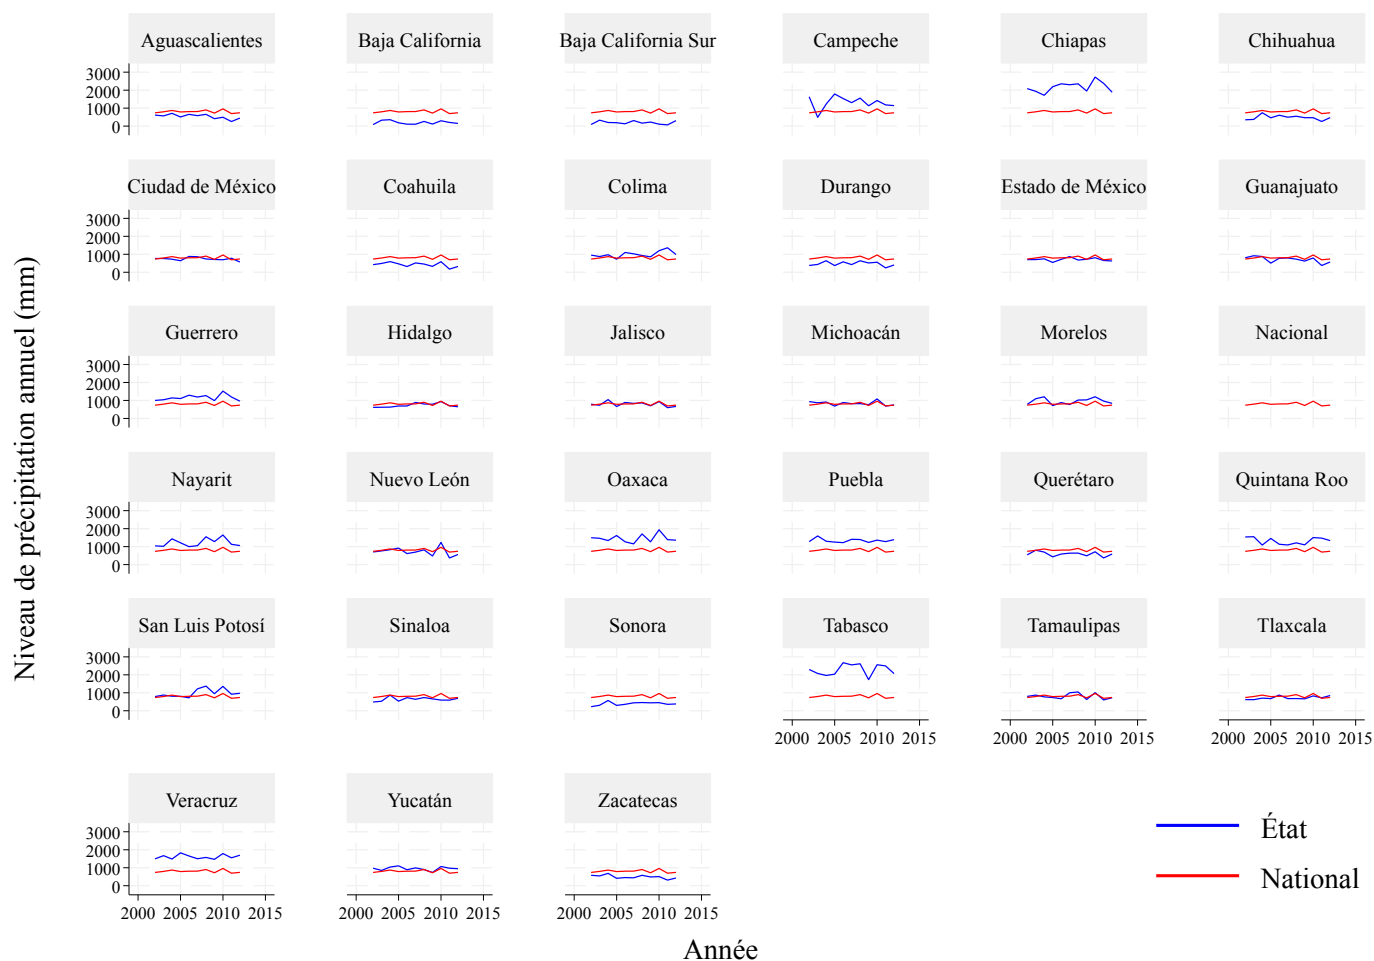 Niveau de précipitation annuel (mm)
Aguascalientes Baja California Baja California Sur Campeche Chiapas Chihuahua
3000
2000
1000
0
Ciudad de México Coahuila Colima Durango Estado de México Guanajuato
3000
2000
1000
0
Guerrero Hidalgo Jalisco Michoacán Morelos Nacional
3000
2000
1000
0
Nayarit Nuevo León Oaxaca Puebla Querétaro Quintana Roo
3000
2000
1000
0
San Luis Potosí Sinaloa Sonora Tabasco Tamaulipas Tlaxcala
3000
2000
1000
0
2000 2005 2010 2015 2000 2005 2010 2015 2000 2005 2010 2015
Veracruz Yucatán Zacatecas
3000
2000
1000
0
2000 2005 2010 2015 2000 2005 2010 2015 2000 2005 2010 2015
État
National
Année